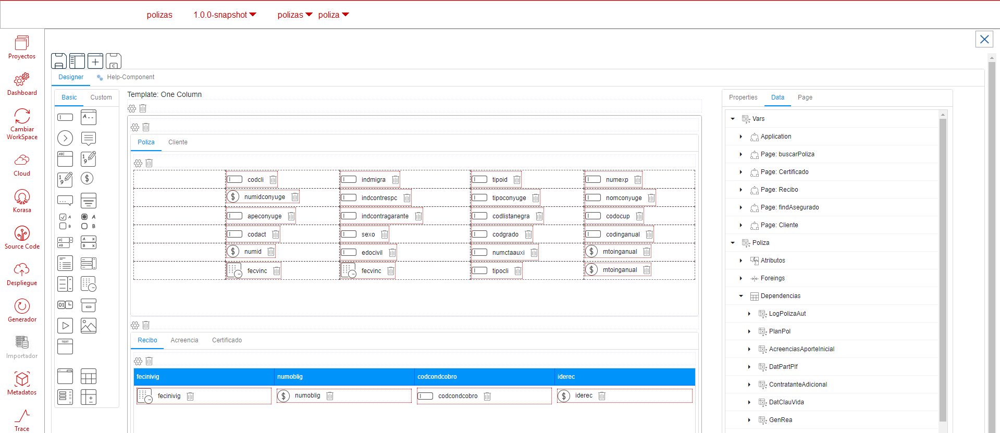 polizas 1.0.0-snapshot polizas poliza
Proyectos
Dashboard
Cambiar
WorkSpace
Cloud
Korasa
Source Code
Despliegue
Generador
Importador
Metadatos
Trace
Designer Help-Component
Basic Custom
Template: One Column
Poliza Cliente
codcli indmigra tipoid numexp
numidconyuge indcontrespc tipoconyuge nomconyuge
apeconyuge indcontragarante codlistanegra codocup
codact sexo codgrado codinganual
numid edocivil numctaauxi mtoinganual
fecvinc fecvinc tipocli mtoinganual
Recibo Acreencia Certificado
fecinivig numoblig codcondcobro iderec
fecinivig numoblig codcondcobro iderec
Properties Data Page
Vars
Application
Page: buscarPoliza
Page: Certificado
Page: Recibo
Page: findAsegurado
Page: Cliente
Poliza
Atributos
Foreings
Dependencias
LogPolizaAut
PlanPol
AcreenciasAporteInicial
DatPartPlf
ContratanteAdicional
DatClauVida
GenRea